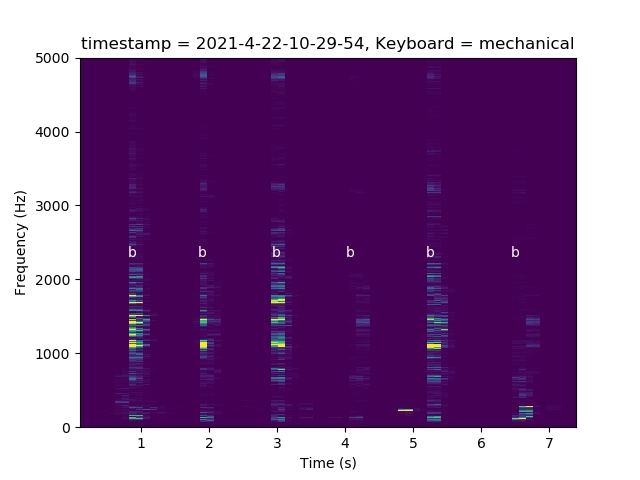 timestamp = 2021-4-22-10-29-54, Keyboard = mechanical
5000
4000
3000
b b b b b b
2000
1000
0
1 2 3 4 5 6 7
Frequency (Hz)
Time (s)